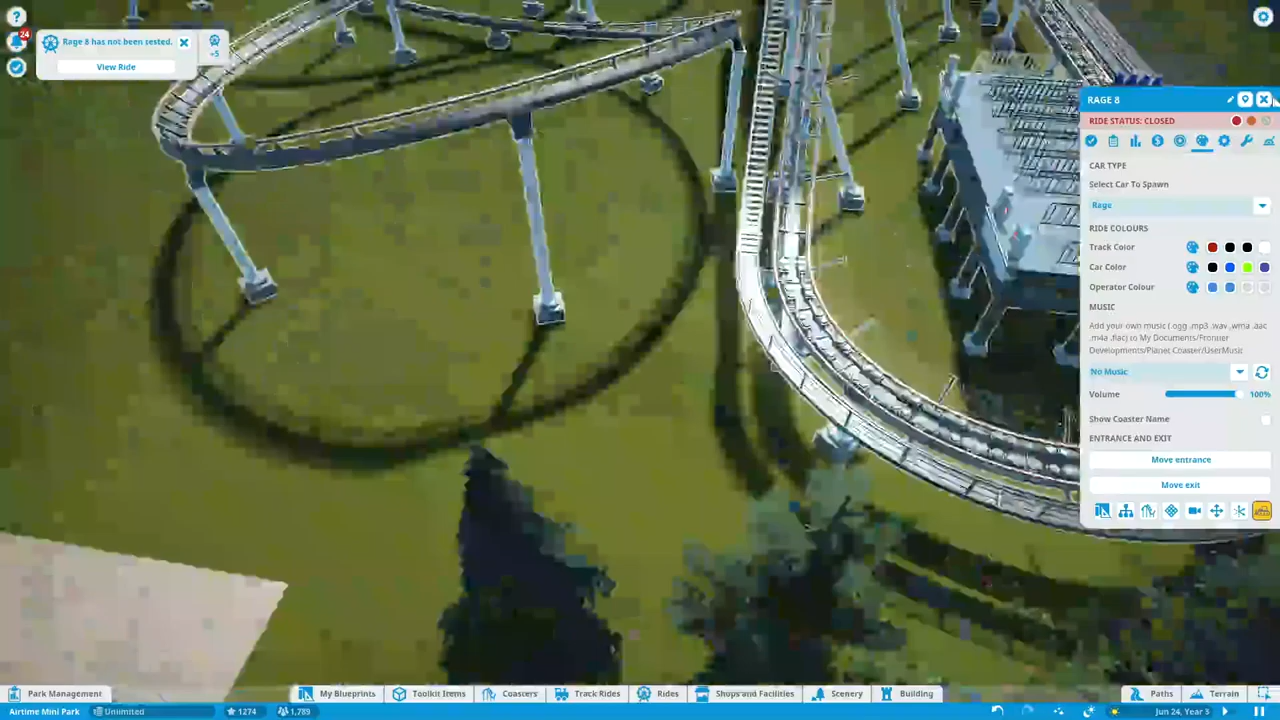 ?
24
Rage 8 has not been tested.
+5
View Ride
RAGE 8
RIDE STATUS: CLOSED
CAR TYPE
Select Car To Spawn
Rage
RIDE COLOURS
Track Color
Car Color
Operator Colour
MUSIC
Add your own music (.ogg .mp3 .wav .wma .aac
.m4a .flac) to My Documents/Frontier
Developments/Planet Coaster/UserMusic
No Music
Volume
100%
Show Coaster Name
ENTRANCE AND EXIT
Move entrance
Move exit
Park Management
My Blueprints
Toolkit Items
Coasters
Track Rides
Rides
Shops and Facilities
Scenery
Building
Paths
Terrain
Airtime Mini Park
Unlimited
1274
1,789
Jun 24, Year 3